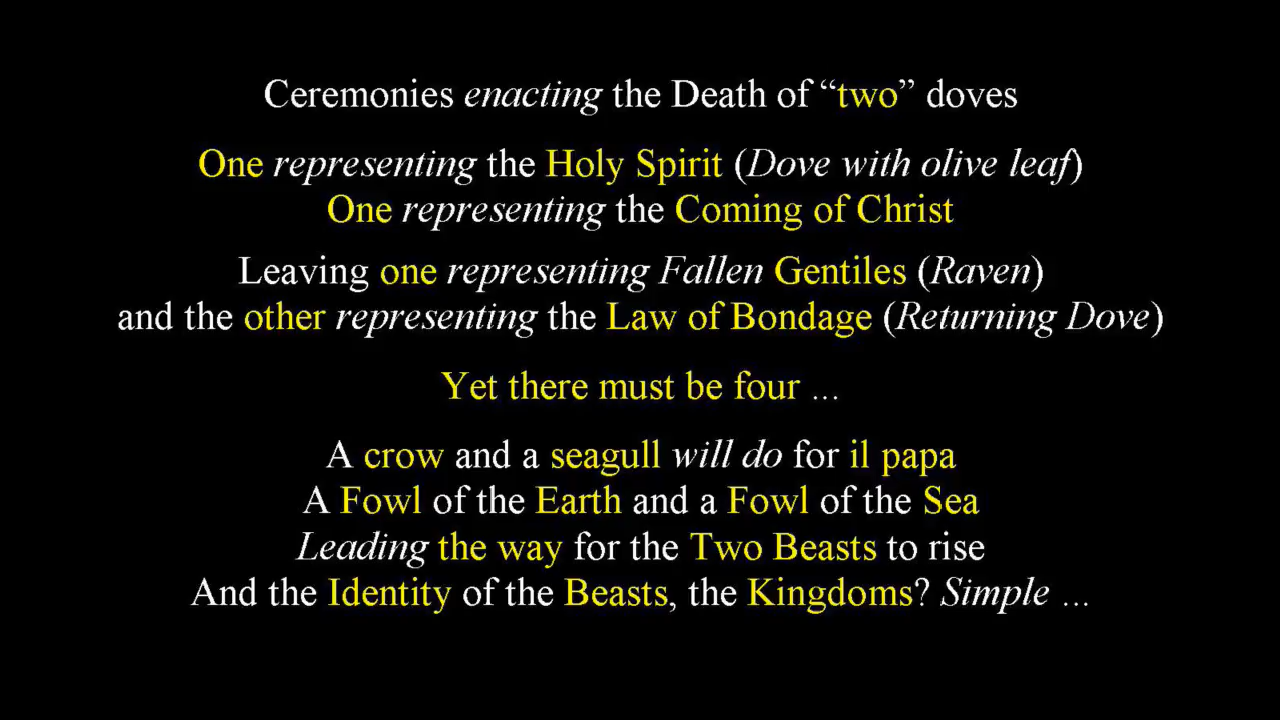 Ceremonies enacting the Death of “two” doves
One representing the Holy Spirit (Dove with olive leaf)
One representing the Coming of Christ
Leaving one representing Fallen Gentiles (Raven)
and the other representing the Law of Bondage (Returning Dove)
Yet there must be four ...
A crow and a seagull will do for il papa
A Fowl of the Earth and a Fowl of the Sea
Leading the way for the Two Beasts to rise
And the Identity of the Beasts, the Kingdoms? Simple ...